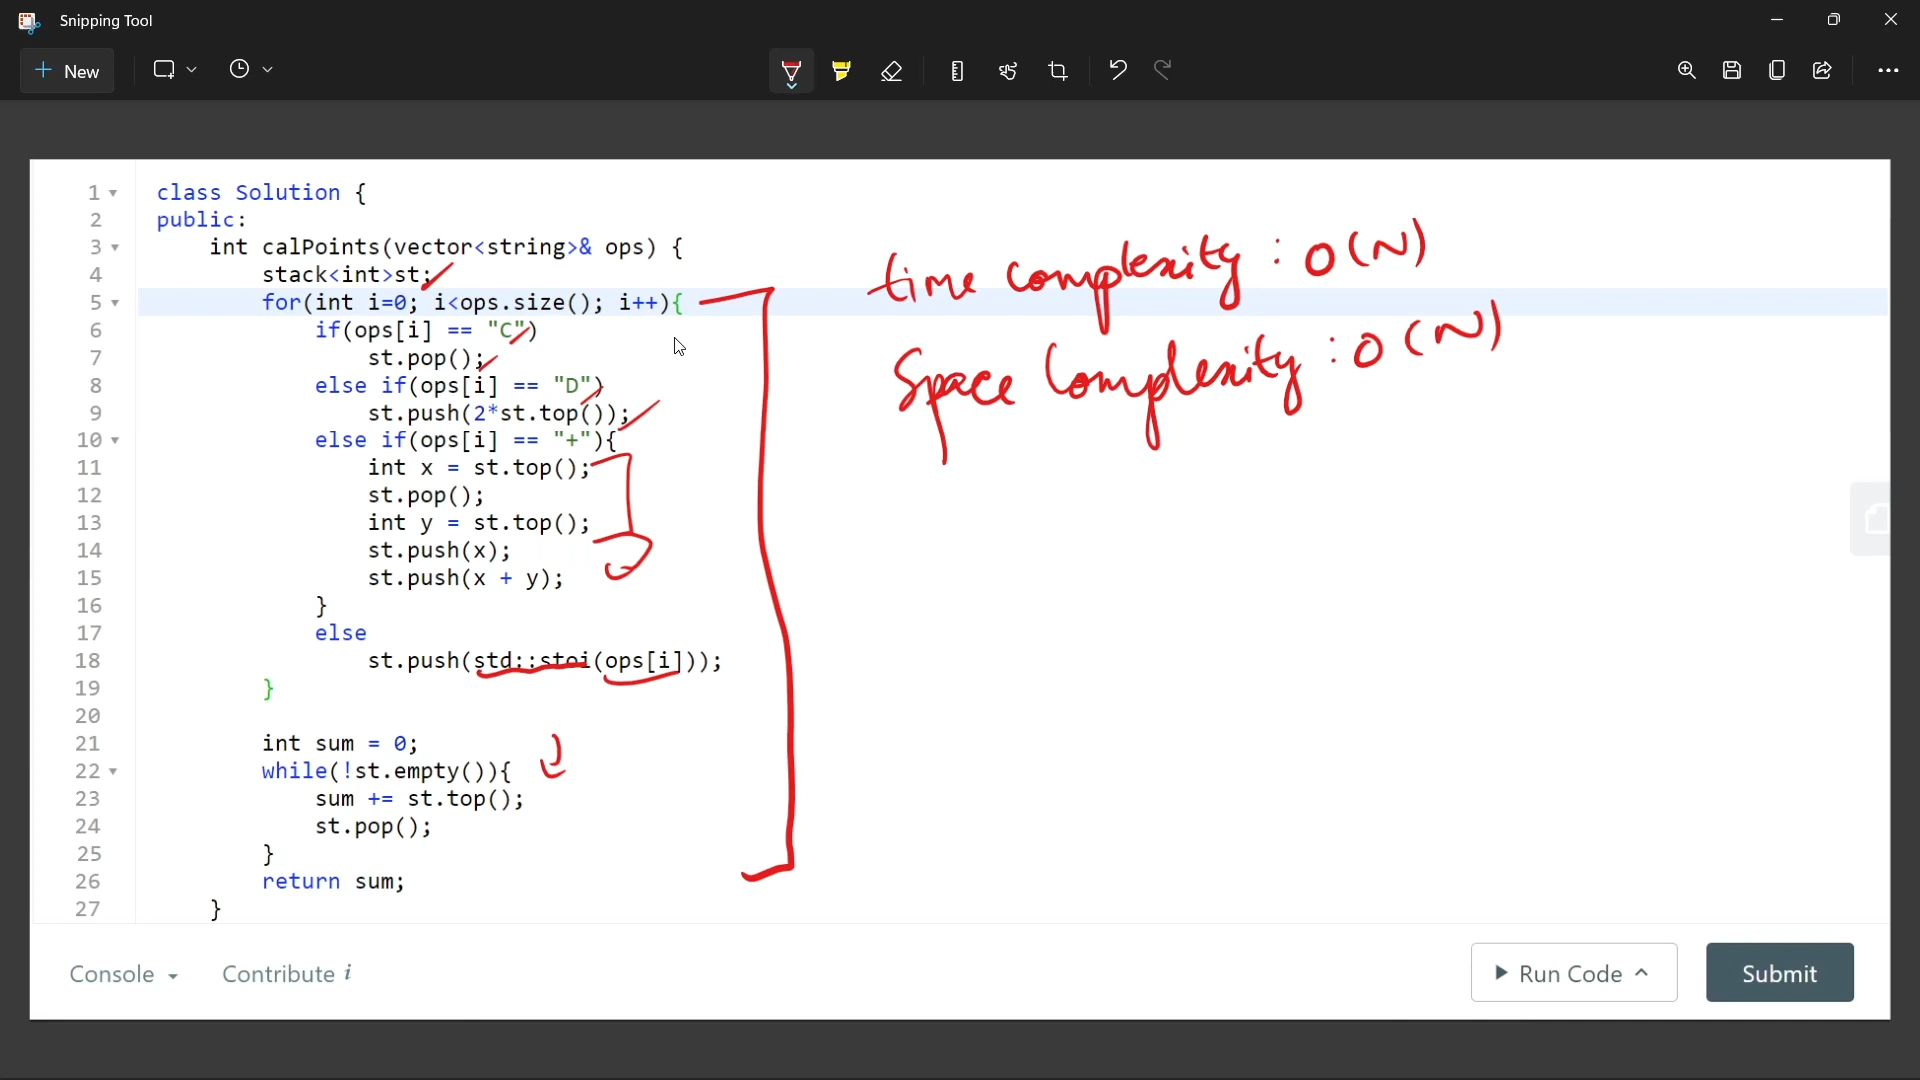 Snipping Tool
New
1 class Solution {
2 public:
3     int calPoints(vector<string>& ops) {
4         stack<int>st;
5         for(int i=0; i<ops.size(); i++){
6             if(ops[i] == "C")
7                 st.pop();
8             else if(ops[i] == "D")
9                 st.push(2*st.top());
10             else if(ops[i] == "+"){
11                 int x = st.top();
12                 st.pop();
13                 int y = st.top();
14                 st.push(x);
15                 st.push(x + y);
16             }
17             else
18                 st.push(std::stoi(ops[i]));
19         }
20
21         int sum = 0;
22         while(!st.empty()){
23             sum += st.top();
24             st.pop();
25         }
26         return sum;
27     }
time complexity : O(N)
Space Complexity : O(N)
Console
Contribute i
Run Code
Submit